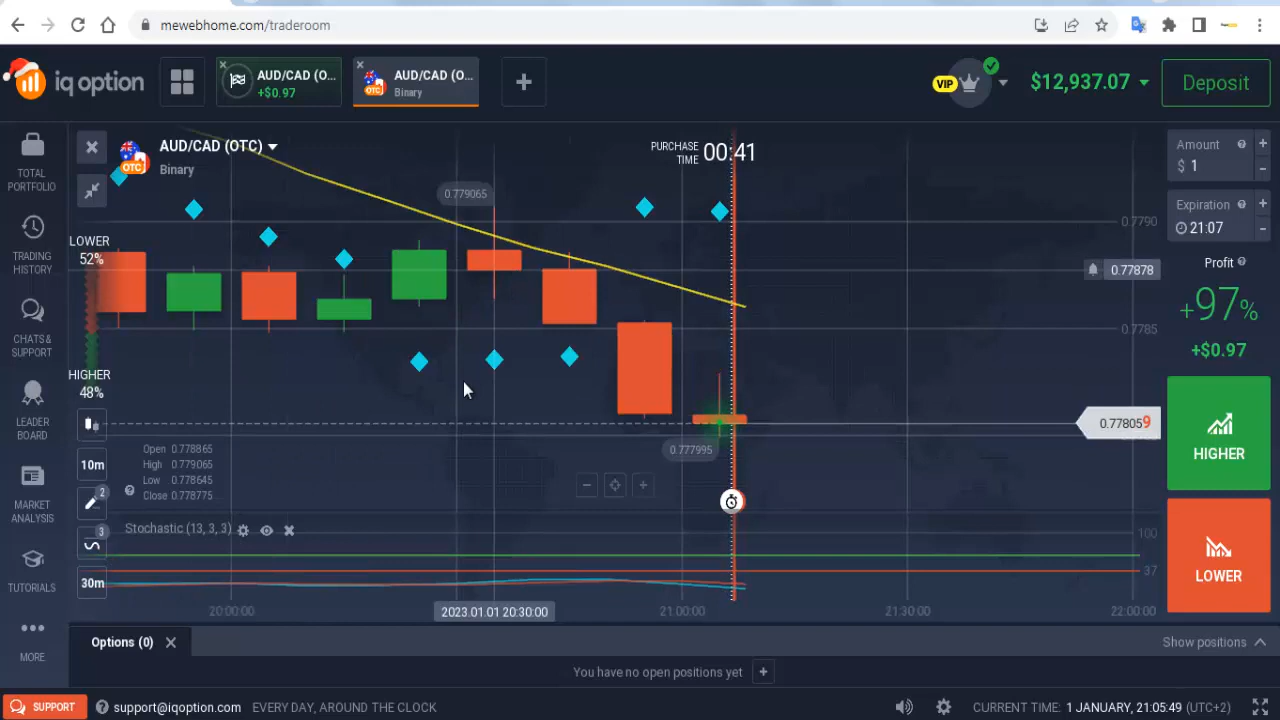 mewebhome.com/traderoom
iq option
AUD/CAD (O...
+$0.97
AUD/CAD (O...
Binary
OTC
VIP
$12,937.07
Deposit
TOTAL PORTFOLIO
TRADING HISTORY
CHATS & SUPPORT
LEADER BOARD
MARKET ANALYSIS
TUTORIALS
MORE
AUD/CAD (OTC)
Binary
OTC
PURCHASE TIME 00:41
LOWER
52%
HIGHER
48%
0.779065
0.777995
0.7790
0.77878
0.7785
0.778059
10m
2
3
30m
Open 0.778865
High 0.779065
Low 0.778645
Close 0.778775
Stochastic (13, 3, 3)
100
37
20:00:00
2023.01.01 20:30:00
21:00:00
21:30:00
22:00:00
Amount
$ 1
Expiration
21:07
Profit
+97%
+$0.97
HIGHER
LOWER
Options (0)
Show positions
You have no open positions yet
SUPPORT
support@iqoption.com
EVERY DAY, AROUND THE CLOCK
CURRENT TIME: 1 JANUARY, 21:05:49 (UTC+2)